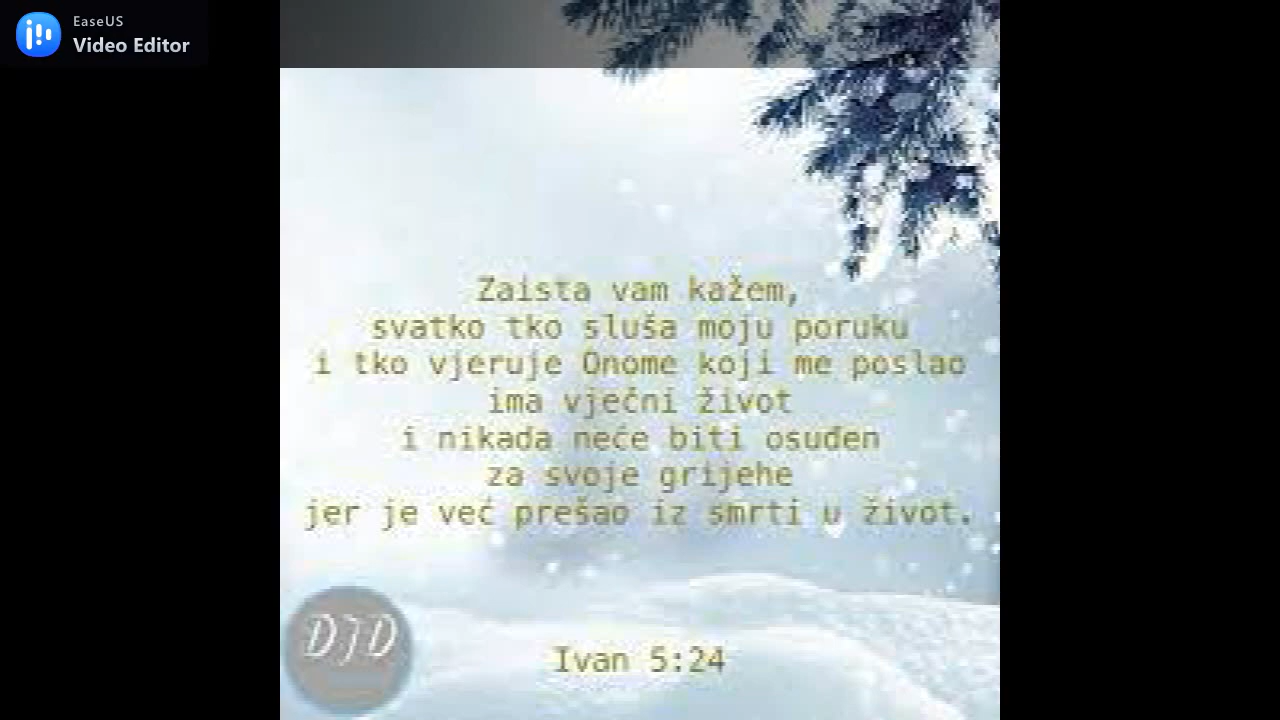 EaseUS
Video Editor
Zaista vam kažem,
svatko tko sluša moju poruku
i tko vjeruje Onome koji me poslao
ima vječni život
i nikada neće biti osuđen
za svoje grijehe
jer je već prešao iz smrti u život.
DJD
Ivan 5:24